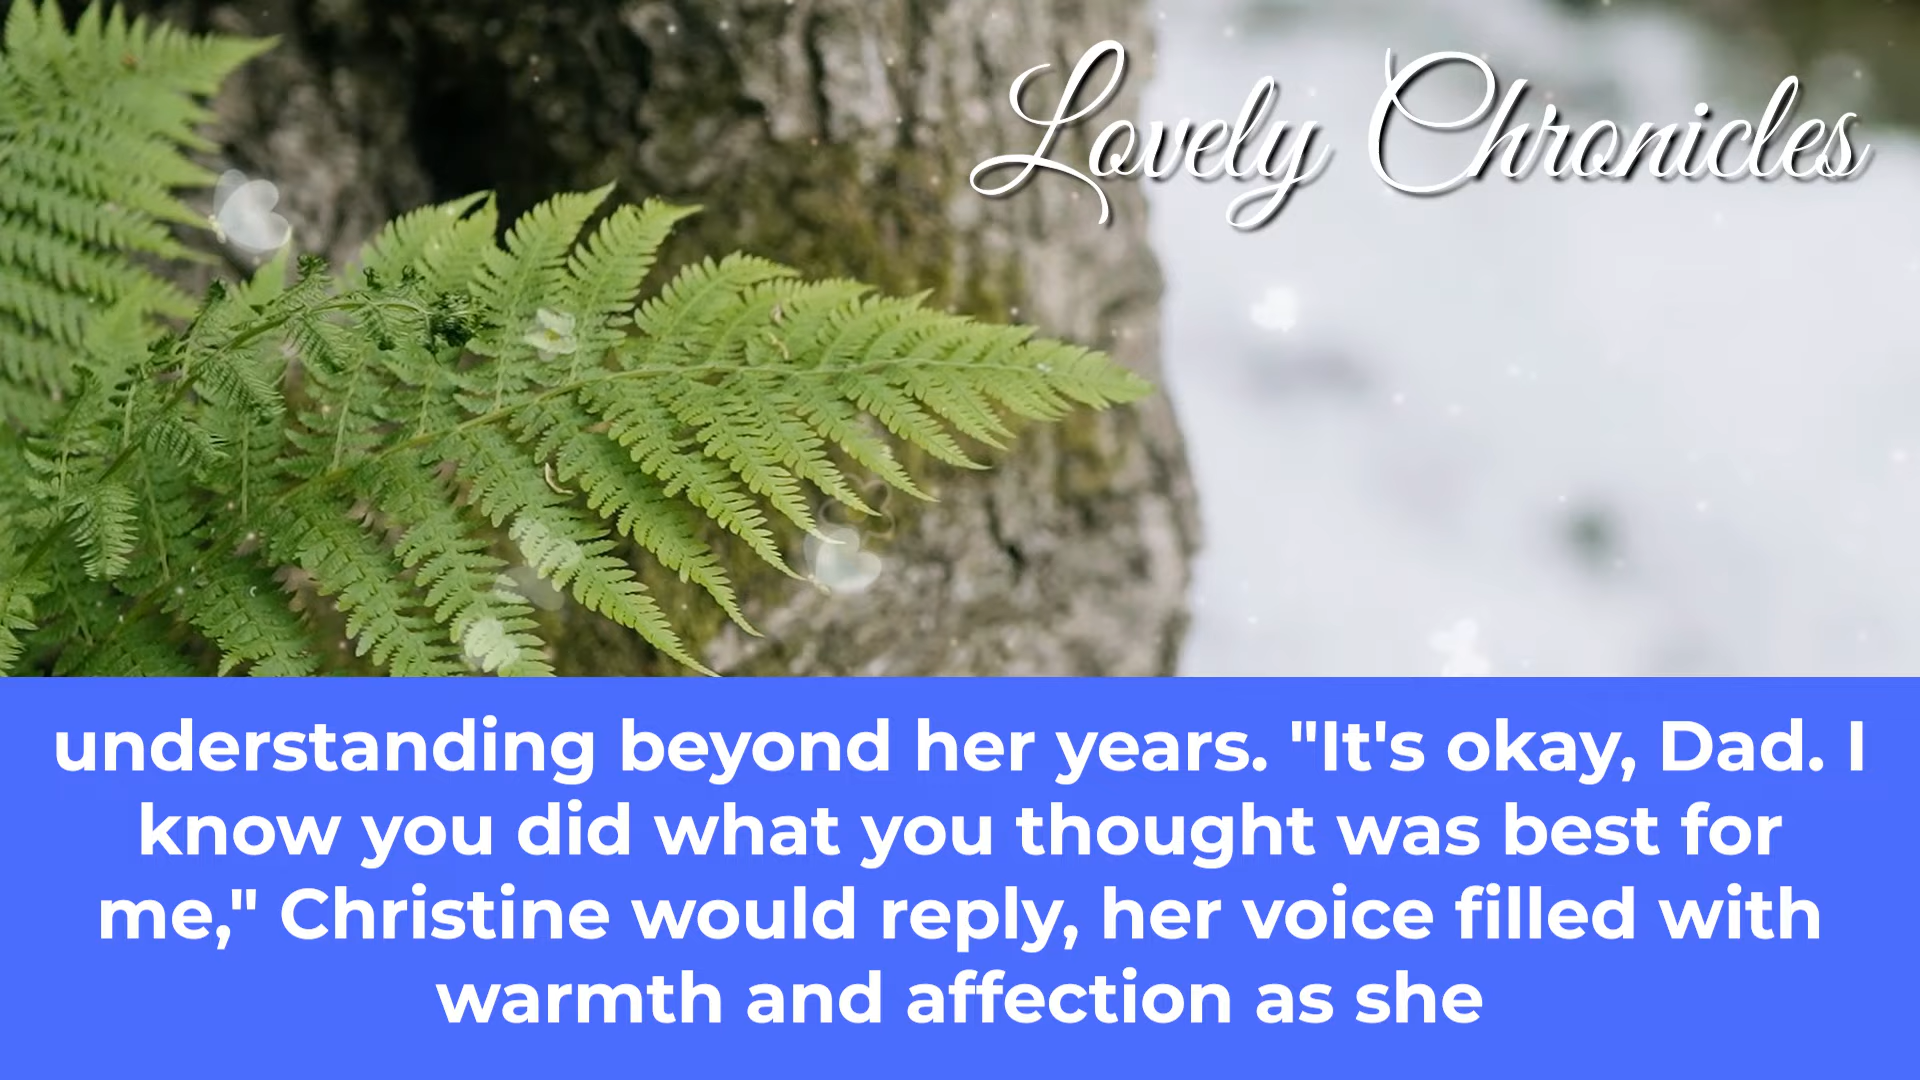 Lovely Chronicles
understanding beyond her years. "It's okay, Dad. I
know you did what you thought was best for
me," Christine would reply, her voice filled with
warmth and affection as she